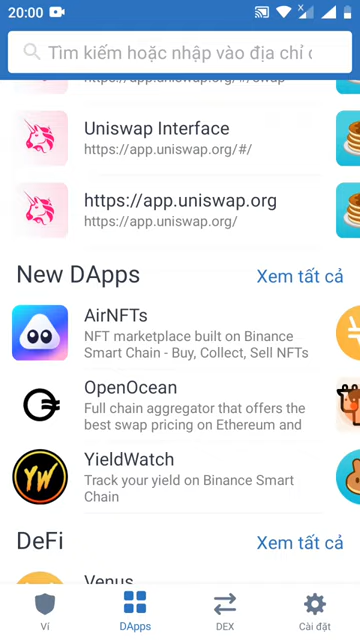 20:00
Tìm kiếm hoặc nhập vào địa chỉ c
https://app.uniswap.org/#/swap
Uniswap Interface
https://app.uniswap.org/#/
https://app.uniswap.org
https://app.uniswap.org/
New DApps
Xem tất cả
AirNFTs
NFT marketplace built on Binance
Smart Chain - Buy, Collect, Sell NFTs
OpenOcean
Full chain aggregator that offers the
best swap pricing on Ethereum and
YW
YieldWatch
Track your yield on Binance Smart
Chain
DeFi
Xem tất cả
Venus
Ví
DApps
DEX
Cài đặt